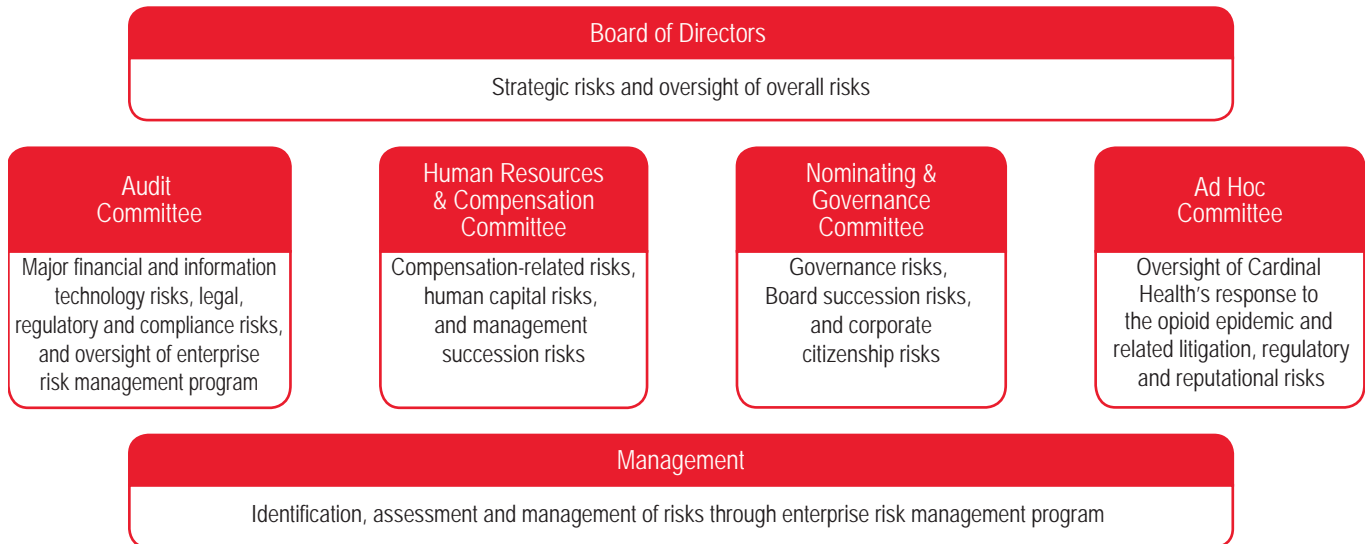 Board of Directors
Strategic risks and oversight of overall risks
Audit
Committee
Major financial and information
technology risks, legal,
regulatory and compliance risks,
and oversight of enterprise
risk management program
Human Resources
& Compensation
Committee
Compensation-related risks,
human capital risks,
and management
succession risks
Nominating &
Governance
Committee
Governance risks,
Board succession risks,
and corporate
citizenship risks
Ad Hoc
Committee
Oversight of Cardinal
Health’s response to
the opioid epidemic and
related litigation, regulatory
and reputational risks
Management
Identification, assessment and management of risks through enterprise risk management program